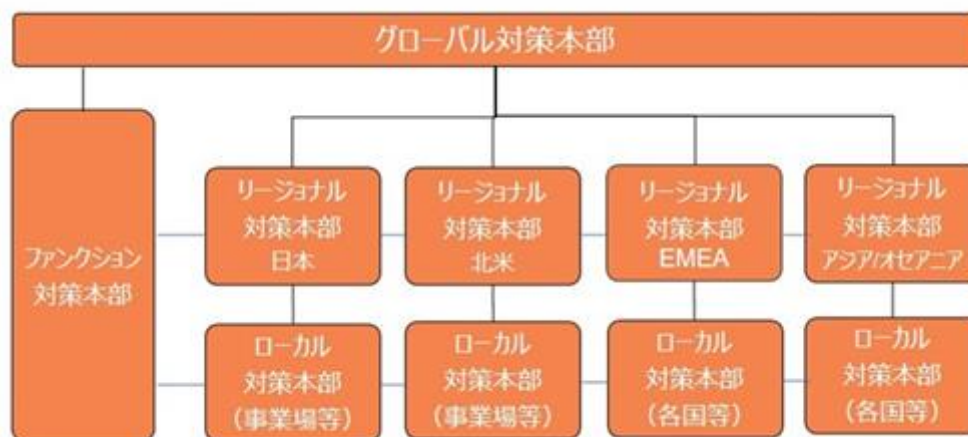 グローバル対策本部
ファンクション
対策本部
リージョナル
対策本部
日本
リージョナル
対策本部
北米
リージョナル
対策本部
EMEA
リージョナル
対策本部
アジア/オセアニア
ローカル
対策本部
(事業場等)
ローカル
対策本部
(事業場等)
ローカル
対策本部
(各国等)
ローカル
対策本部
(各国等)